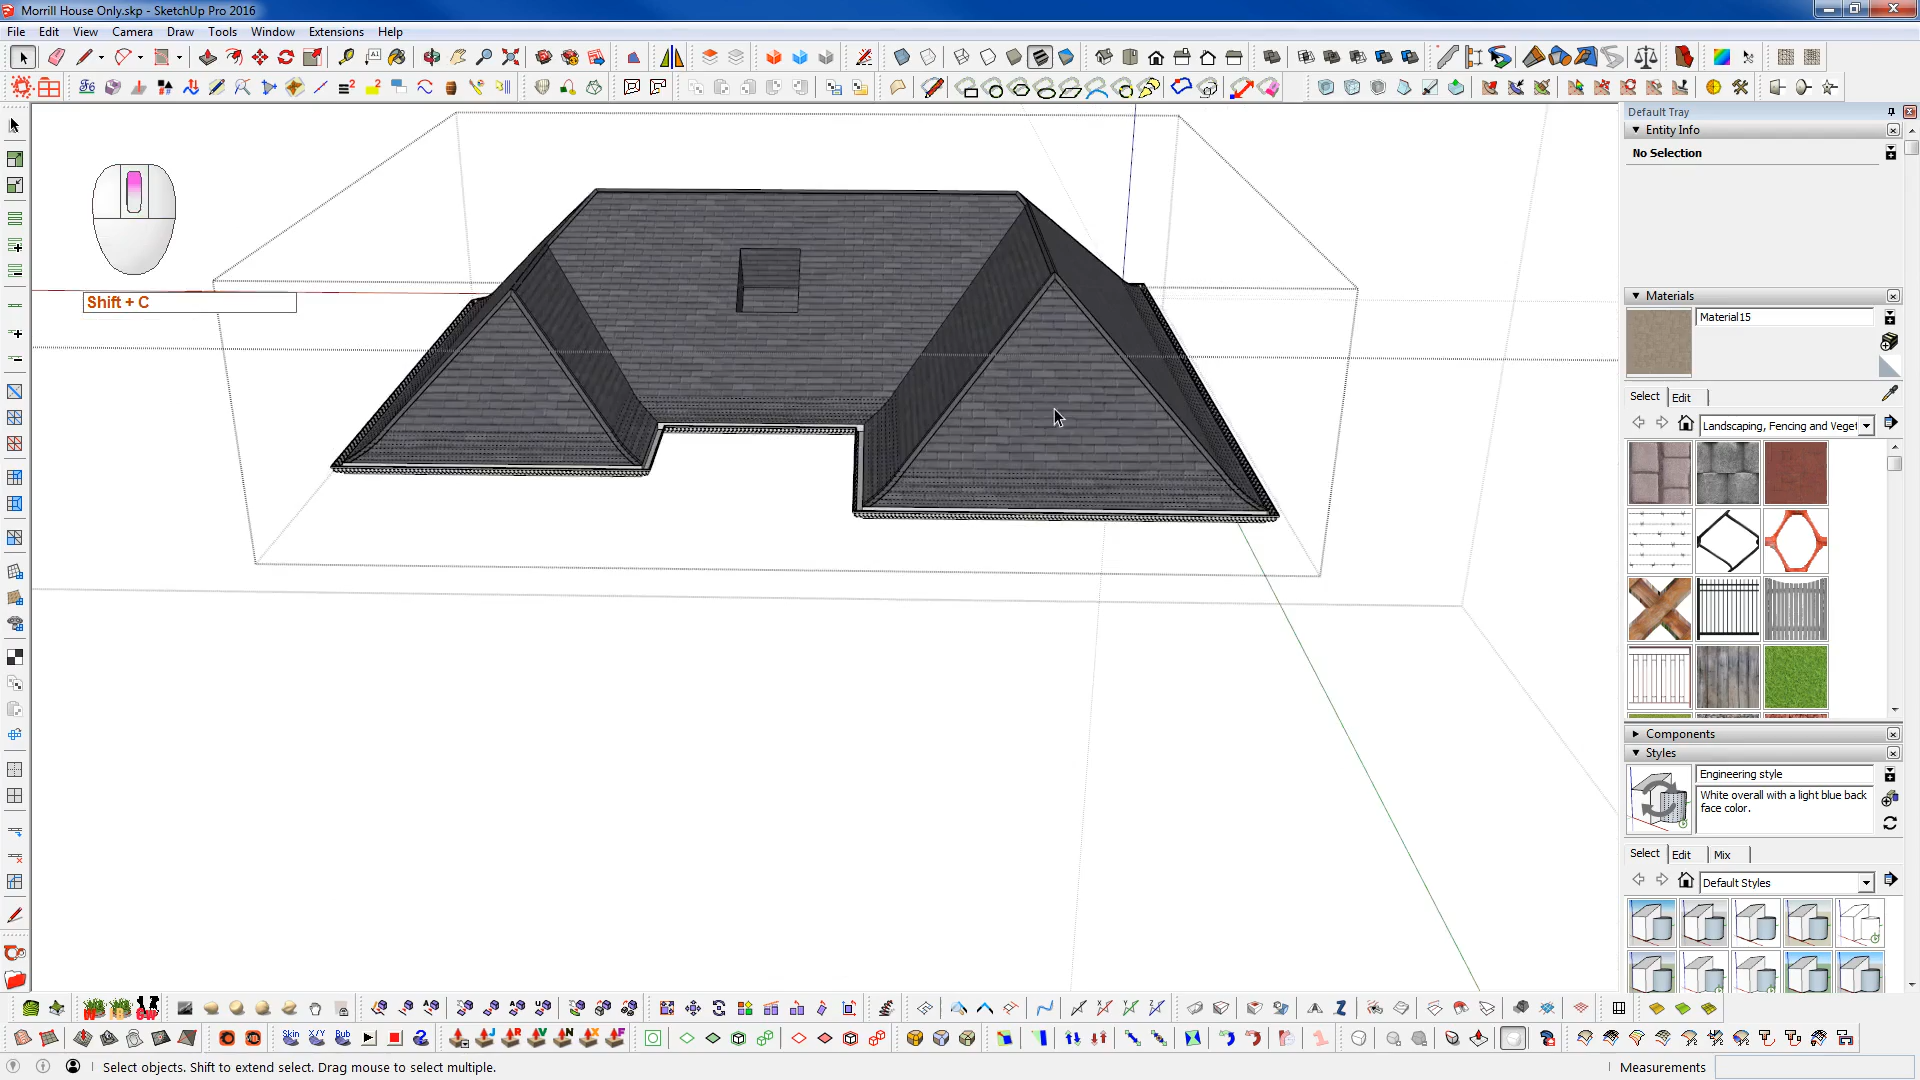 Morrill House Only.skp - SketchUp Pro 2016
File Edit View Camera Draw Tools Window Extensions Help
Default Tray
Entity Info
No Selection
Shift + C
Materials
Material15
Select Edit
Landscaping, Fencing and Veget
Components
Styles
Engineering style
White overall with a light blue back
face color.
Select Edit Mix
Default Styles
Skin X/Y Bub
J R V N X F
Select objects. Shift to extend select. Drag mouse to select multiple.
Measurements